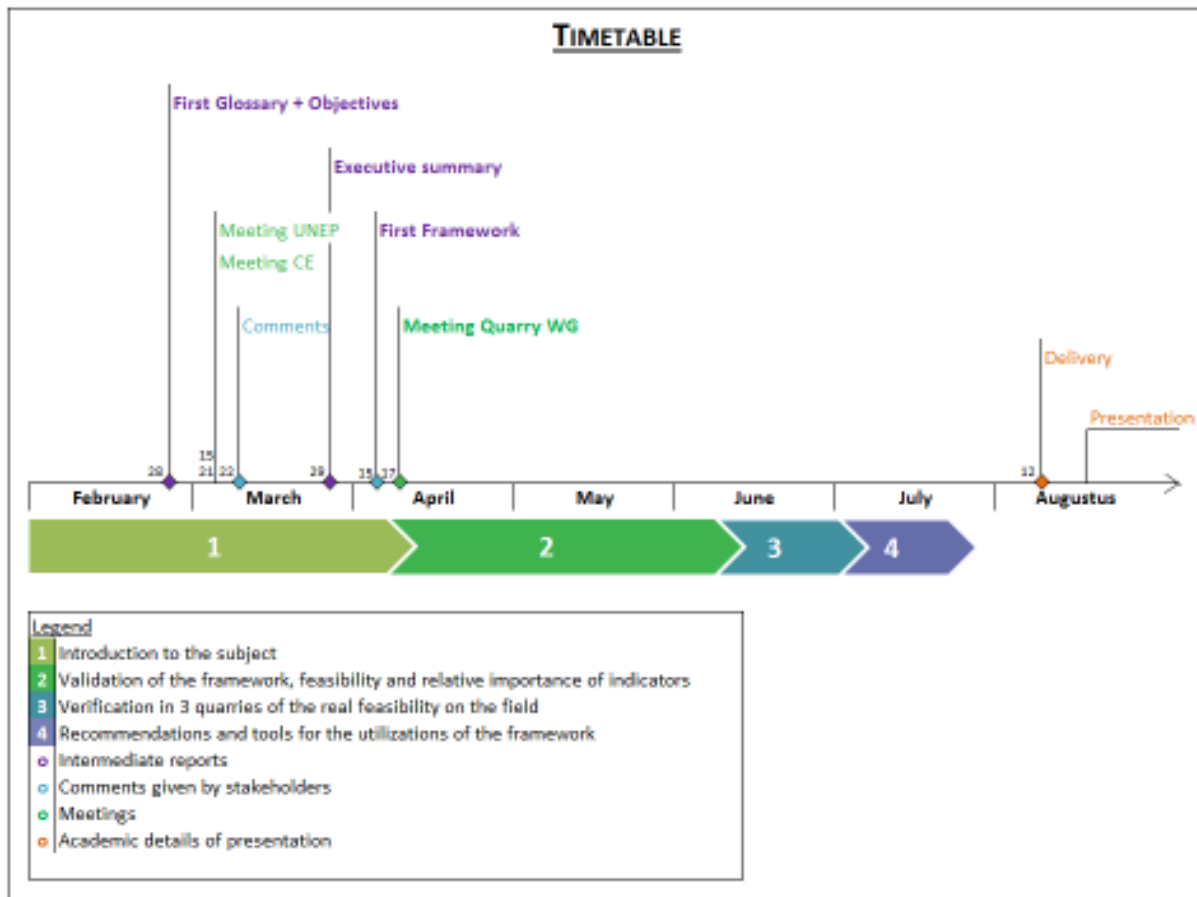 TIMETABLE
First Glossary + Objectives
Executive summary
Meeting UNEP
First Framework
Meeting CE
Comments
Meeting Quarry WG
Delivery
Presentation
15
28 21 22 29 15 17 12
February March April May June July Augustus
1 2 3 4
Legend
1 Introduction to the subject
2 Validation of the framework, feasibility and relative importance of indicators
3 Verification in 3 quarries of the real feasibility on the field
4 Recommendations and tools for the utilizations of the framework
Intermediate reports
Comments given by stakeholders
Meetings
Academic details of presentation